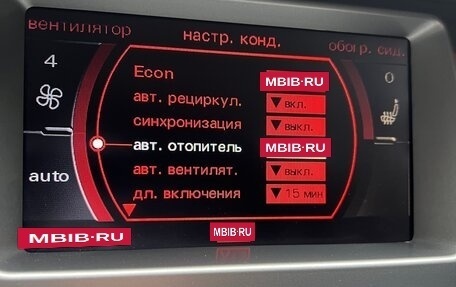 вентилятор
настр. конд.
обогр. сид.
4
0
Econ
MBIB·RU
авт. рециркул.
вкл.
синхронизация
выкл.
авт. отопитель
MBIB·RU
auto
авт. вентилят.
выкл.
дл. включения
15 мин
MBIB·RU
MBIB·RU